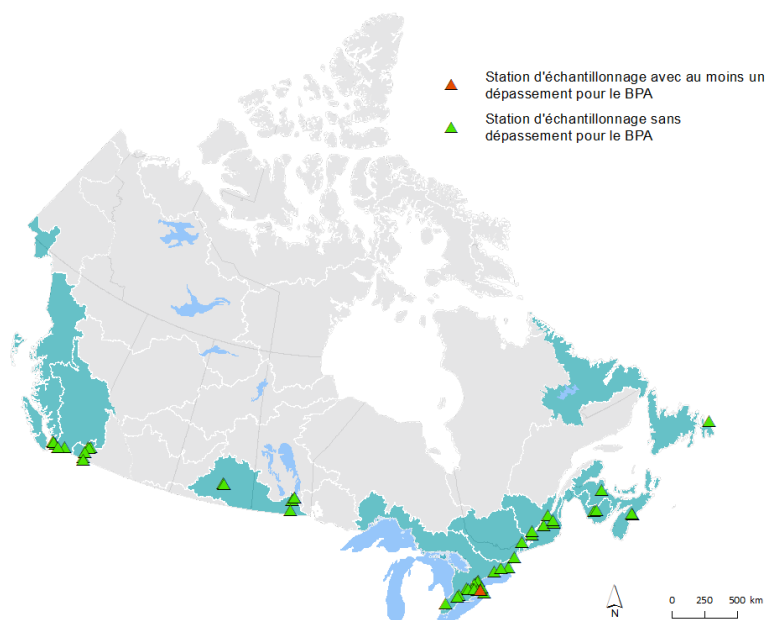 Station d'échantillonnage avec au moins un
dépassement pour le BPA
Station d'échantillonnage sans
dépassement pour le BPA
N
0 250 500 km